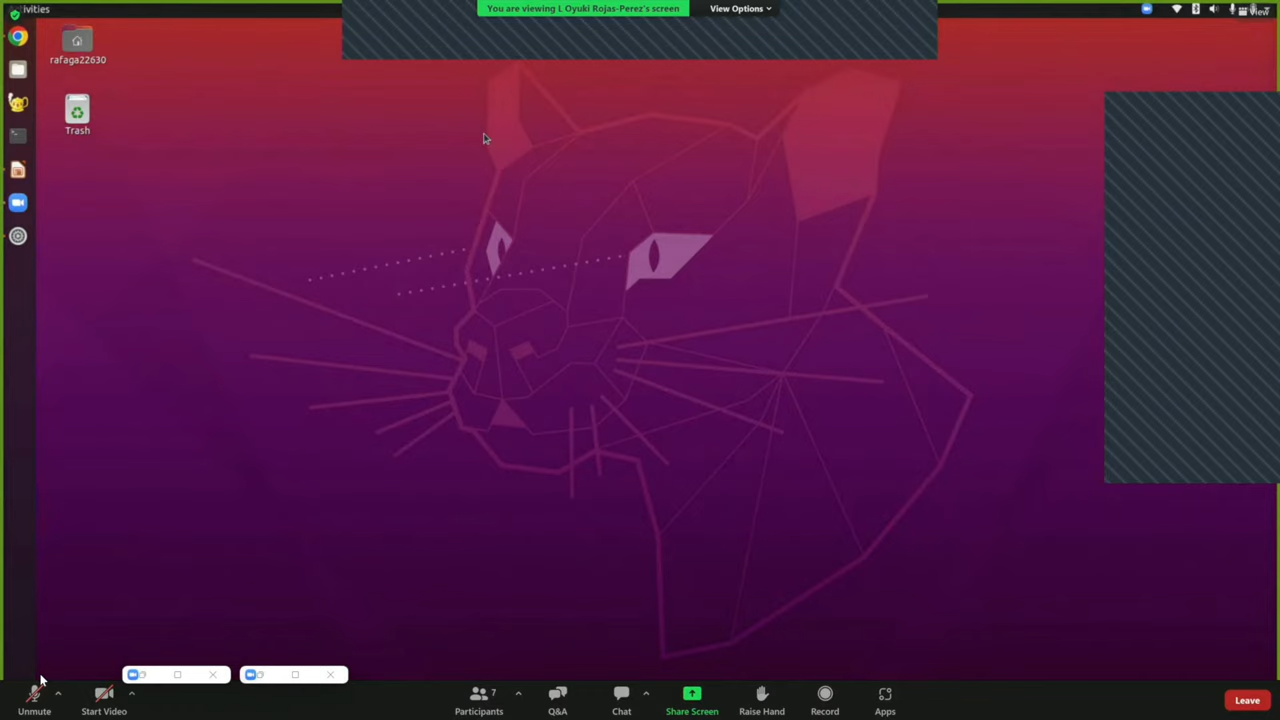 ivities
You are viewing L Oyuki Rojas-Perez's screen
View Options
View
rafaga22630
Trash
Unmute
Start Video
Participants
7
Q&A
Chat
Share Screen
Raise Hand
Record
Apps
Leave